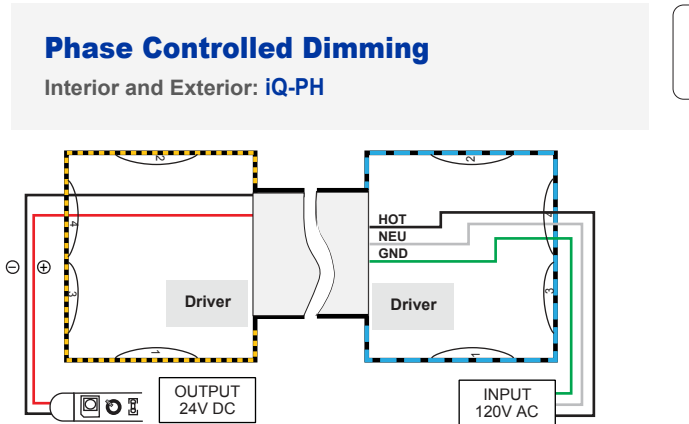 Phase Controlled Dimming
Interior and Exterior: iQ-PH
2
4
3
1
Driver
OUTPUT
24V DC
HOT
NEU
GND
2
4
3
1
Driver
INPUT
120V AC